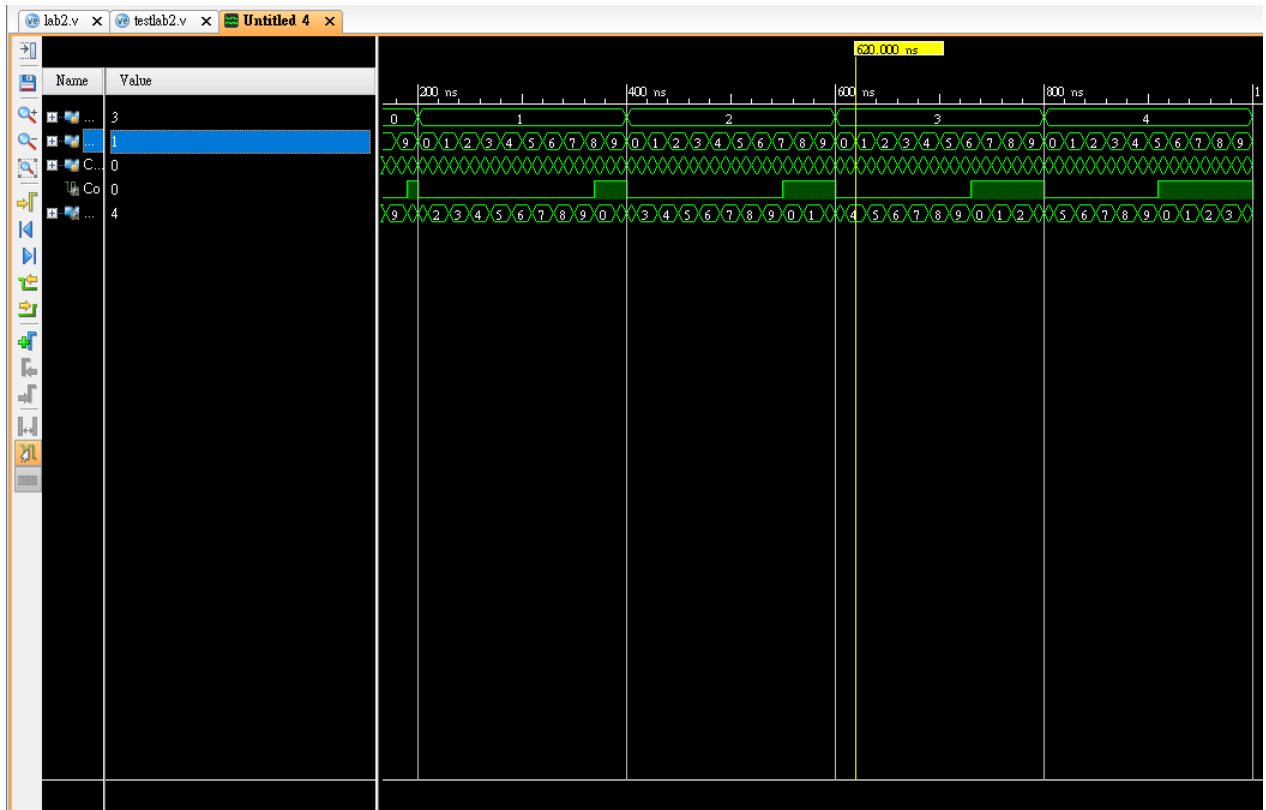 lab2.v testlab2.v Untitled 4
620.000 ns
Name Value
200 ns 400 ns 600 ns 800 ns 1
... 3 0 1 2 3 4
... 1 9 0 1 2 3 4 5 6 7 8 9 0 1 2 3 4 5 6 7 8 9 0 1 2 3 4 5 6 7 8 9 0 1 2 3 4 5 6 7 8 9
C... 0
Co 0
... 4 9 2 3 4 5 6 7 8 9 0 3 4 5 6 7 8 9 0 1 4 5 6 7 8 9 0 1 2 5 6 7 8 9 0 1 2 3